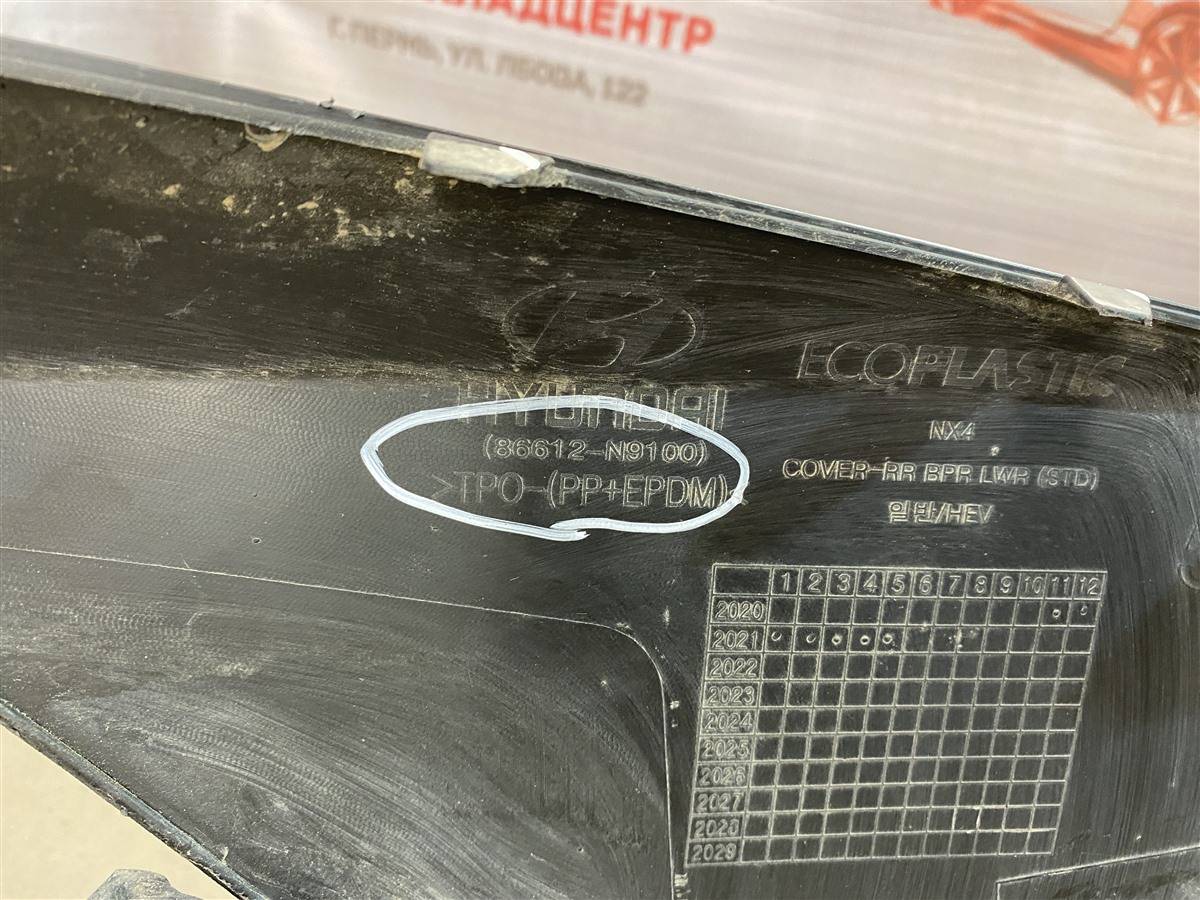 ЛАДЦЕНТР
Г. ПЕРМЬ, УЛ. ЛЬВОВА, 122
HYUNDAI
(86612-N9100)
>TPO-(PP+EPDM)
ECOPLASTIC
NX4
COVER-RR BPR LWR (STD)
일반/HEV
1 2 3 4 5 6 7 8 9 10 11 12
2020
2021
2022
2023
2024
2025
2026
2027
2028
2029